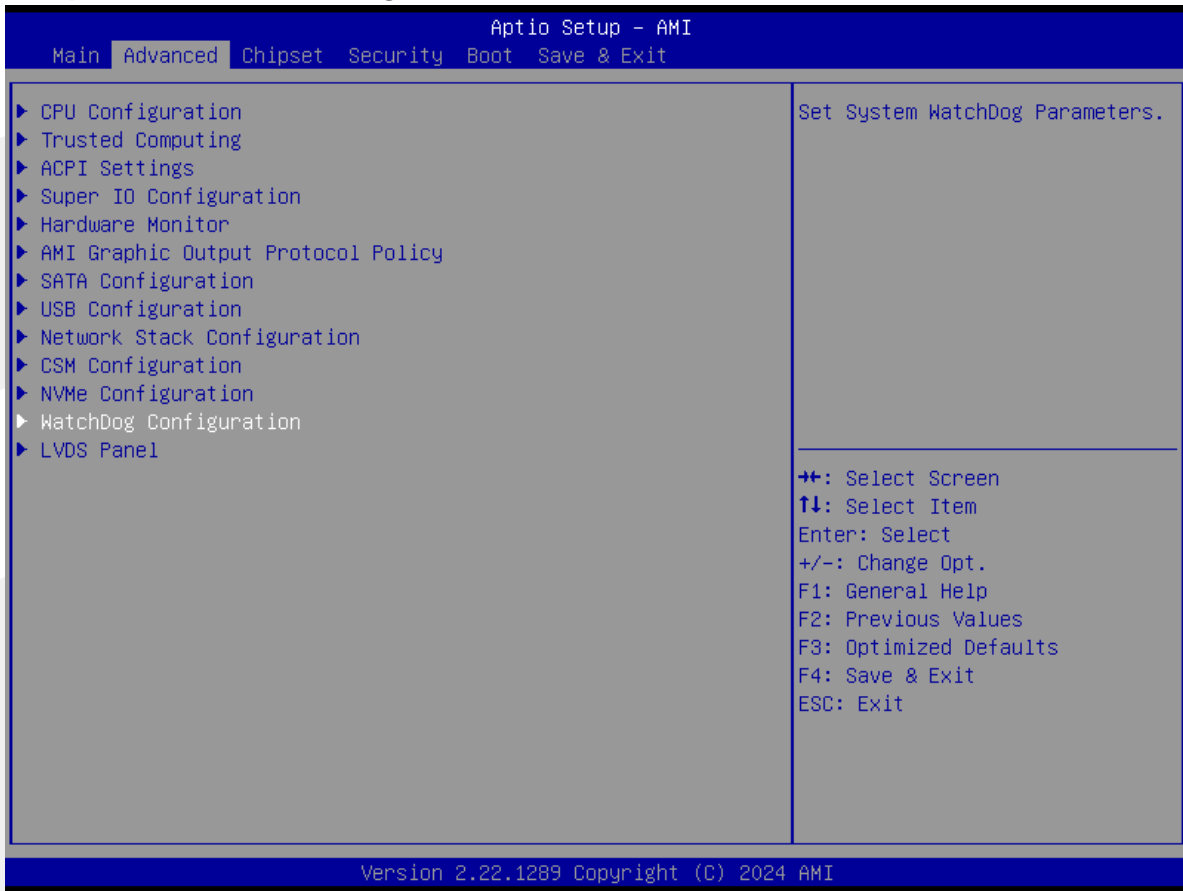 Aptio Setup – AMI
Main Advanced Chipset Security Boot Save & Exit
▶ CPU Configuration
▶ Trusted Computing
▶ ACPI Settings
▶ Super IO Configuration
▶ Hardware Monitor
▶ AMI Graphic Output Protocol Policy
▶ SATA Configuration
▶ USB Configuration
▶ Network Stack Configuration
▶ CSM Configuration
▶ NVMe Configuration
▶ WatchDog Configuration
▶ LVDS Panel
Set System WatchDog Parameters.
→←: Select Screen
↑↓: Select Item
Enter: Select
+/-: Change Opt.
F1: General Help
F2: Previous Values
F3: Optimized Defaults
F4: Save & Exit
ESC: Exit
Version 2.22.1289 Copyright (C) 2024 AMI